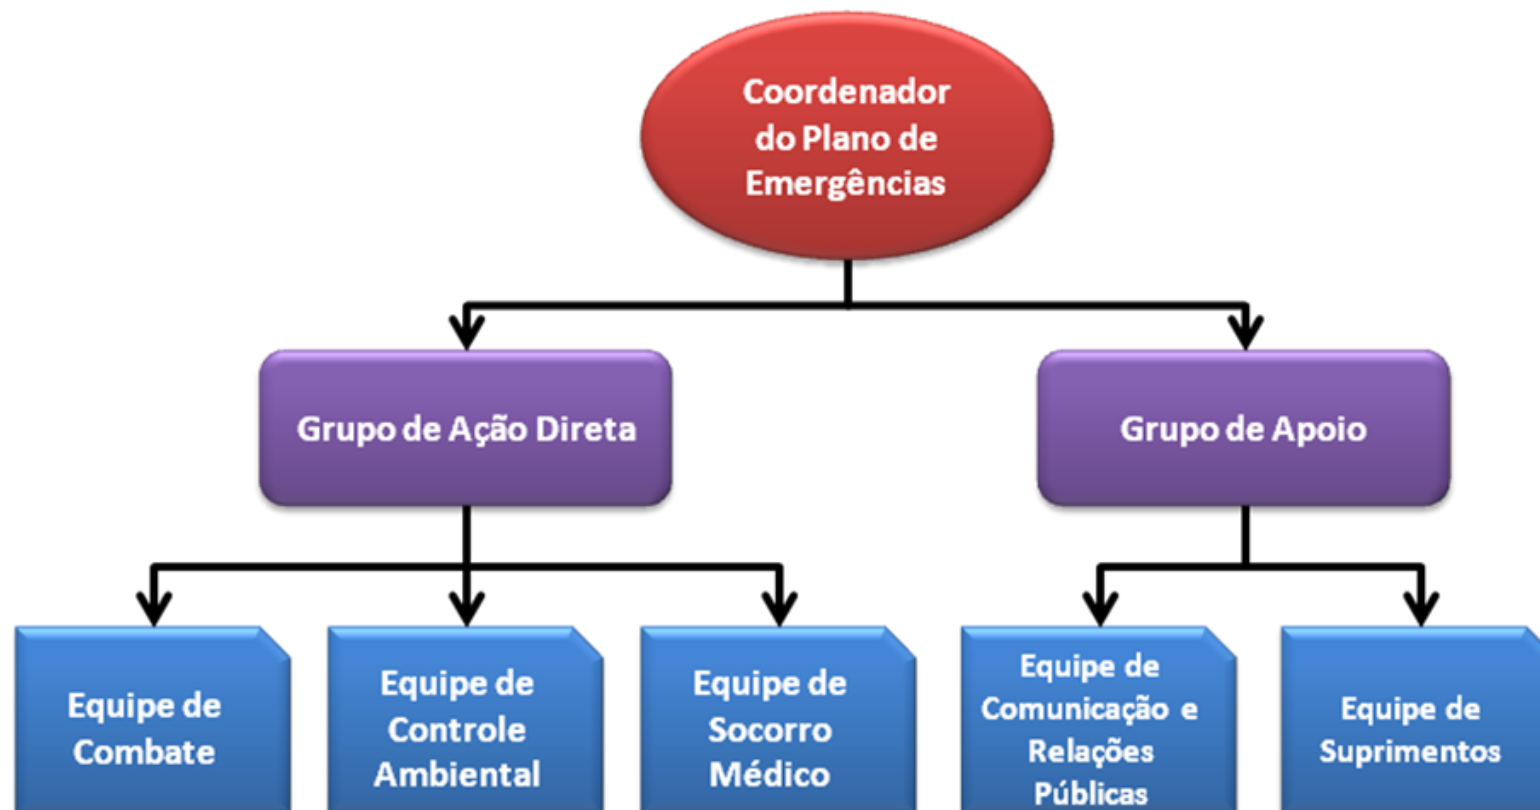 Coordenador
do Plano de
Emergências
Grupo de Ação Direta
Grupo de Apoio
Equipe de
Combate
Equipe de
Controle
Ambiental
Equipe de
Socorro
Médico
Equipe de
Comunicação e
Relações
Públicas
Equipe de
Suprimentos